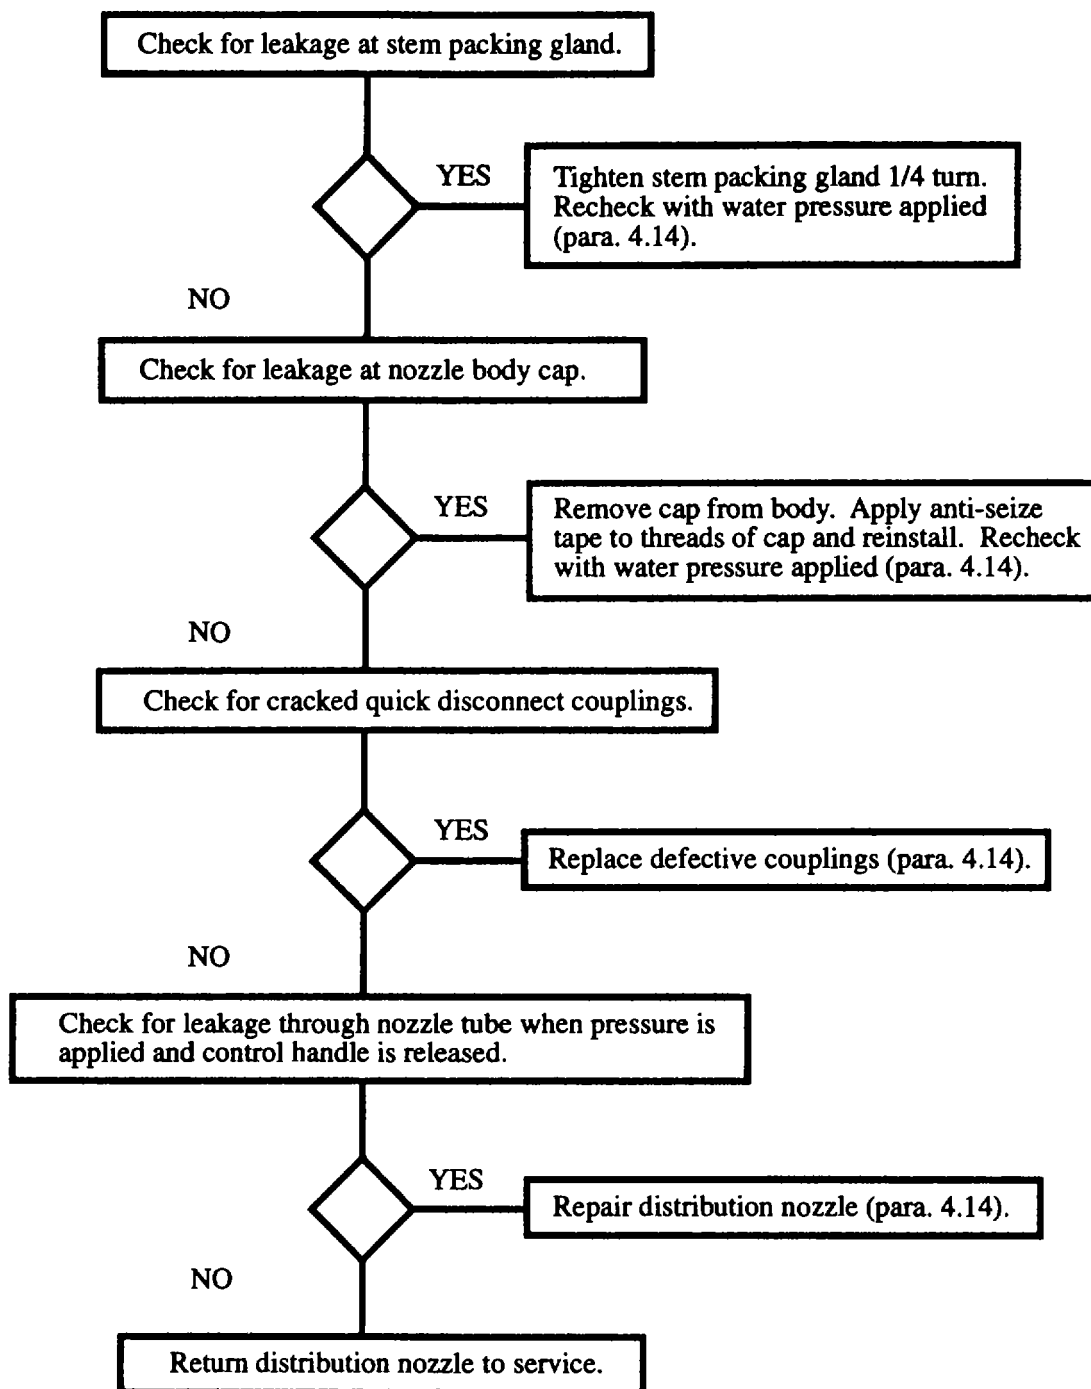 Check for leakage at stem packing gland.
YES
Tighten stem packing gland 1/4 turn.
Recheck with water pressure applied
(para. 4.14).
NO
Check for leakage at nozzle body cap.
YES
Remove cap from body. Apply anti-seize
tape to threads of cap and reinstall. Recheck
with water pressure applied (para. 4.14).
NO
Check for cracked quick disconnect couplings.
YES
Replace defective couplings (para. 4.14).
NO
Check for leakage through nozzle tube when pressure is
applied and control handle is released.
YES
Repair distribution nozzle (para. 4.14).
NO
Return distribution nozzle to service.